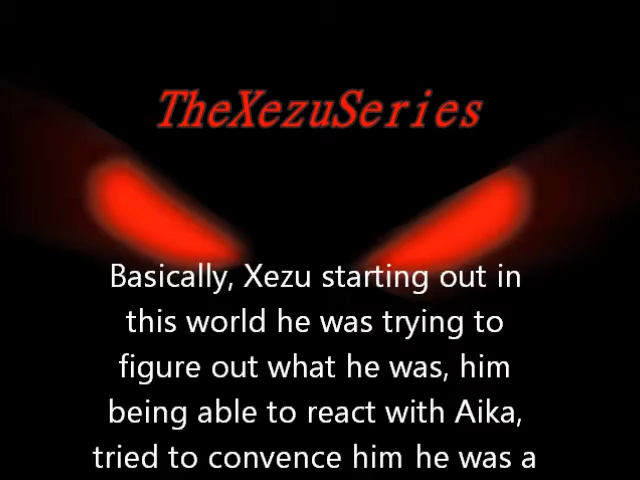 TheXezuSeries
Basically, Xezu starting out in
this world he was trying to
figure out what he was, him
being able to react with Aika,
tried to convence him he was a